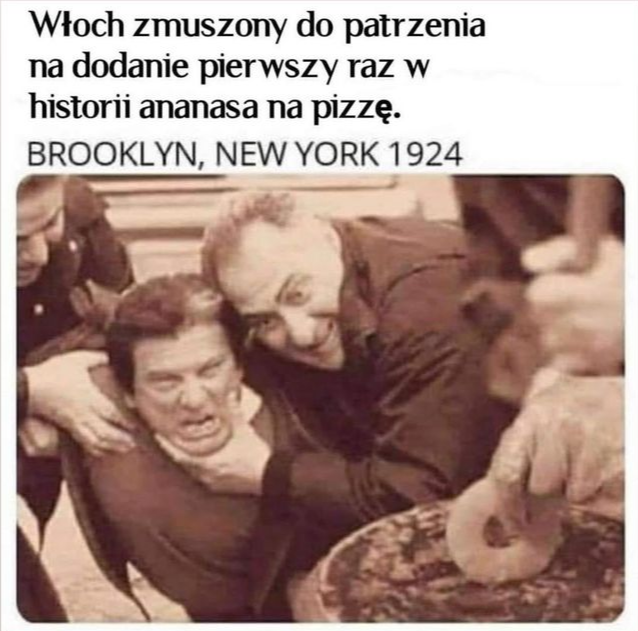 Włoch zmuszony do patrzenia
na dodanie pierwszy raz w
historii ananasa na pizzę.
BROOKLYN, NEW YORK 1924